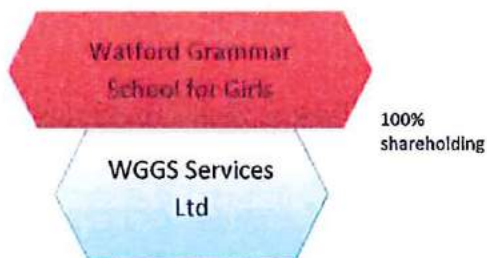 Watford Grammar
School for Girls
100%
shareholding
WGGS Services
Ltd